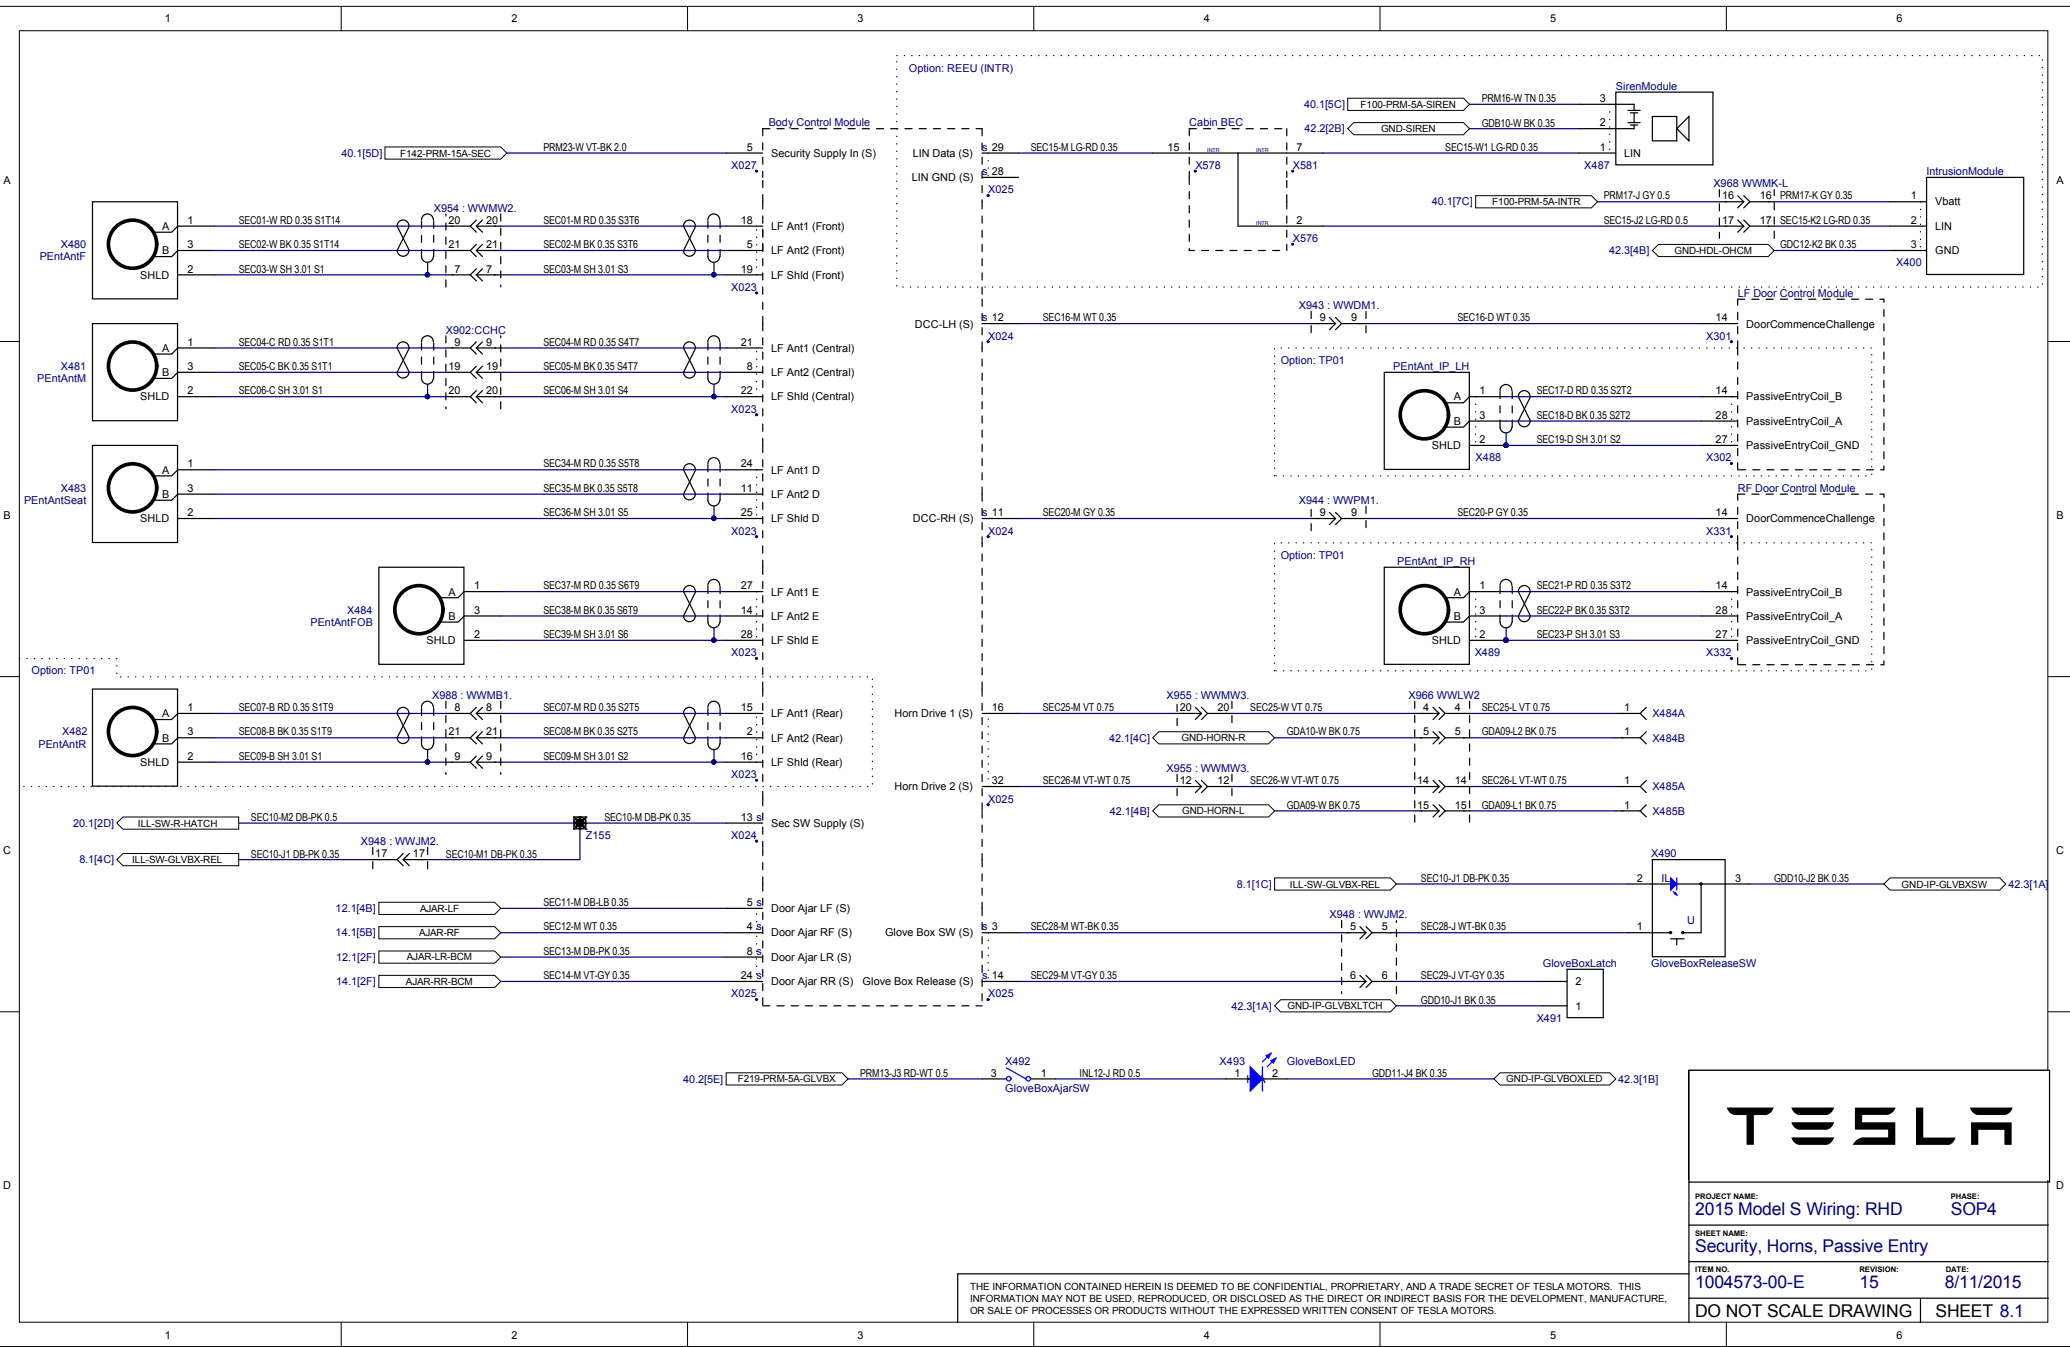 1 2 3 4 5 6
A
B
C
D
Option: REEU (INTR)
SirenModule
40.1[5C] F100-PRM-5A-SIREN PRM16-W TN 0.35 3
42.2[2B] GND-SIREN GDB10-W BK 0.35 2
Body Control Module
Cabin BEC
40.1[5D] F142-PRM-15A-SEC PRM23-W VT-BK 2.0 5 Security Supply In (S)
X027
LIN Data (S) s 29 SEC15-M LG-RD 0.35 15 INTR INTR 7 SEC15-W1 LG-RD 0.35 1 LIN
X578 X581 X487
LIN GND (S) s 28
X025
IntrusionModule
X968 WWMK-L
40.1[7C] F100-PRM-5A-INTR PRM17-J GY 0.5 16 16 PRM17-K GY 0.35 1 Vbatt
INTR 2 SEC15-J2 LG-RD 0.5 17 17 SEC15-K2 LG-RD 0.35 2 LIN
X576
42.3[4B] GND-HDL-OHCM GDC12-K2 BK 0.35 3 GND
X400
X954 : WWMW2.
X480
PEntAntF
A 1 SEC01-W RD 0.35 S1T14 20 20 SEC01-M RD 0.35 S3T6 18 LF Ant1 (Front)
B 3 SEC02-W BK 0.35 S1T14 21 21 SEC02-M BK 0.35 S3T6 5 LF Ant2 (Front)
SHLD 2 SEC03-W SH 3.01 S1 7 7 SEC03-M SH 3.01 S3 19 LF Shld (Front)
X023
X902:CCHC
X481
PEntAntM
A 1 SEC04-C RD 0.35 S1T1 9 9 SEC04-M RD 0.35 S4T7 21 LF Ant1 (Central)
B 3 SEC05-C BK 0.35 S1T1 19 19 SEC05-M BK 0.35 S4T7 8 LF Ant2 (Central)
SHLD 2 SEC06-C SH 3.01 S1 20 20 SEC06-M SH 3.01 S4 22 LF Shld (Central)
X023
X483
PEntAntSeat
A 1 SEC34-M RD 0.35 S5T8 24 LF Ant1 D
B 3 SEC35-M BK 0.35 S5T8 11 LF Ant2 D
SHLD 2 SEC36-M SH 3.01 S5 25 LF Shld D
X023
X484
PEntAntFOB
A 1 SEC37-M RD 0.35 S6T9 27 LF Ant1 E
B 3 SEC38-M BK 0.35 S6T9 14 LF Ant2 E
SHLD 2 SEC39-M SH 3.01 S6 28 LF Shld E
X023
Option: TP01
X988 : WWMB1.
X482
PEntAntR
A 1 SEC07-B RD 0.35 S1T9 8 8 SEC07-M RD 0.35 S2T5 15 LF Ant1 (Rear)
B 3 SEC08-B BK 0.35 S1T9 21 21 SEC08-M BK 0.35 S2T5 2 LF Ant2 (Rear)
SHLD 2 SEC09-B SH 3.01 S1 9 9 SEC09-M SH 3.01 S2 16 LF Shld (Rear)
X023
20.1[2D] ILL-SW-R-HATCH SEC10-M2 DB-PK 0.5 SEC10-M DB-PK 0.35 13 s Sec SW Supply (S)
Z155 X024
X948 : WWJM2.
8.1[4C] ILL-SW-GLVBX-REL SEC10-J1 DB-PK 0.35 17 17 SEC10-M1 DB-PK 0.35
12.1[4B] AJAR-LF SEC11-M DB-LB 0.35 5 s Door Ajar LF (S)
14.1[5B] AJAR-RF SEC12-M WT 0.35 4 s Door Ajar RF (S)
12.1[2F] AJAR-LR-BCM SEC13-M DB-PK 0.35 8 s Door Ajar LR (S)
14.1[2F] AJAR-RR-BCM SEC14-M VT-GY 0.35 24 s Door Ajar RR (S)
X025
LF Door Control Module
X943 : WWDM1.
DCC-LH (S) s 12 SEC16-M WT 0.35 9 9 SEC16-D WT 0.35 14 DoorCommenceChallenge
X024 X301
Option: TP01
PEntAnt_IP_LH
A 1 SEC17-D RD 0.35 S2T2 14 PassiveEntryCoil_B
B 3 SEC18-D BK 0.35 S2T2 28 PassiveEntryCoil_A
SHLD 2 SEC19-D SH 3.01 S2 27 PassiveEntryCoil_GND
X488 X302
RF Door Control Module
X944 : WWPM1.
DCC-RH (S) s 11 SEC20-M GY 0.35 9 9 SEC20-P GY 0.35 14 DoorCommenceChallenge
X024 X331
Option: TP01
PEntAnt_IP_RH
A 1 SEC21-P RD 0.35 S3T2 14 PassiveEntryCoil_B
B 3 SEC22-P BK 0.35 S3T2 28 PassiveEntryCoil_A
SHLD 2 SEC23-P SH 3.01 S3 27 PassiveEntryCoil_GND
X489 X332
X955 : WWMW3. X966 WWLW2
Horn Drive 1 (S) 16 SEC25-M VT 0.75 20 20 SEC25-W VT 0.75 4 4 SEC25-L VT 0.75 1 X484A
42.1[4C] GND-HORN-R GDA10-W BK 0.75 5 5 GDA09-L2 BK 0.75 1 X484B
X955 : WWMW3.
Horn Drive 2 (S) 32 SEC26-M VT-WT 0.75 12 12 SEC26-W VT-WT 0.75 14 14 SEC26-L VT-WT 0.75 1 X485A
X025
42.1[4B] GND-HORN-L GDA09-W BK 0.75 15 15 GDA09-L1 BK 0.75 1 X485B
X490
8.1[1C] ILL-SW-GLVBX-REL SEC10-J1 DB-PK 0.35 2 IL 3 GDD10-J2 BK 0.35 GND-IP-GLVBXSW 42.3[1A]
X948 : WWJM2. U
Glove Box SW (S) s 3 SEC28-M WT-BK 0.35 5 5 SEC28-J WT-BK 0.35 1
GloveBoxLatch GloveBoxReleaseSW
Glove Box Release (S) s 14 SEC29-M VT-GY 0.35 6 6 SEC29-J VT-GY 0.35 2
X025
42.3[1A] GND-IP-GLVBXLTCH GDD10-J1 BK 0.35 1
X491
X492 X493 GloveBoxLED
40.2[5E] F219-PRM-5A-GLVBX PRM13-J3 RD-WT 0.5 3 1 INL12-J RD 0.5 1 2 GDD11-J4 BK 0.35 GND-IP-GLVBOXLED 42.3[1B]
GloveBoxAjarSW
TESLA
PROJECT NAME: PHASE:
2015 Model S Wiring: RHD SOP4
SHEET NAME:
Security, Horns, Passive Entry
ITEM NO. REVISION: DATE:
1004573-00-E 15 8/11/2015
DO NOT SCALE DRAWING SHEET 8.1
THE INFORMATION CONTAINED HEREIN IS DEEMED TO BE CONFIDENTIAL, PROPRIETARY, AND A TRADE SECRET OF TESLA MOTORS. THIS
INFORMATION MAY NOT BE USED, REPRODUCED, OR DISCLOSED AS THE DIRECT OR INDIRECT BASIS FOR THE DEVELOPMENT, MANUFACTURE,
OR SALE OF PROCESSES OR PRODUCTS WITHOUT THE EXPRESSED WRITTEN CONSENT OF TESLA MOTORS.
A
B
C
D
1 2 3 4 5 6